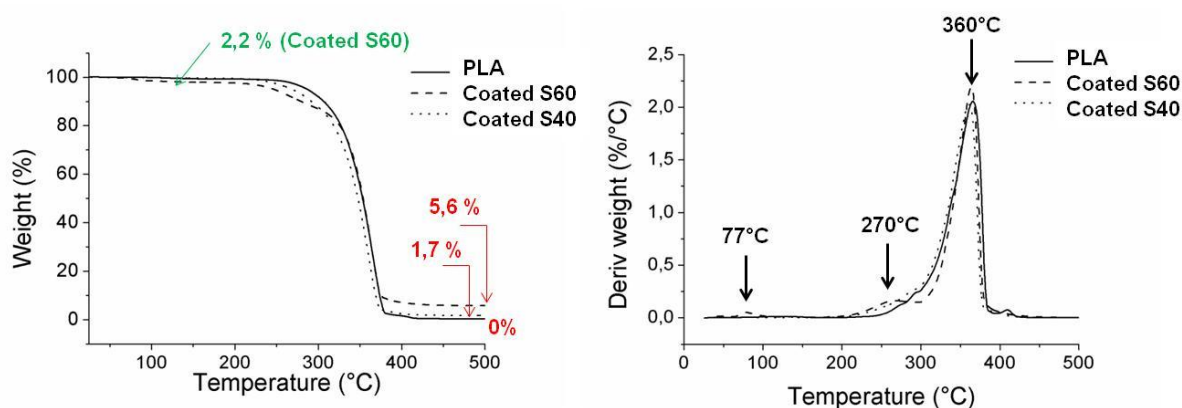 2,2 % (Coated S60)
100
80
60
40
20
0
Weight (%)
PLA
Coated S60
Coated S40
5,6 %
1,7 %
0%
100
200
300
400
500
Temperature (°C)
360°C
2,5
2,0
1,5
1,0
0,5
0,0
Deriv weight (%/°C)
PLA
Coated S60
Coated S40
270°C
77°C
0
100
200
300
400
500
Temperature (°C)